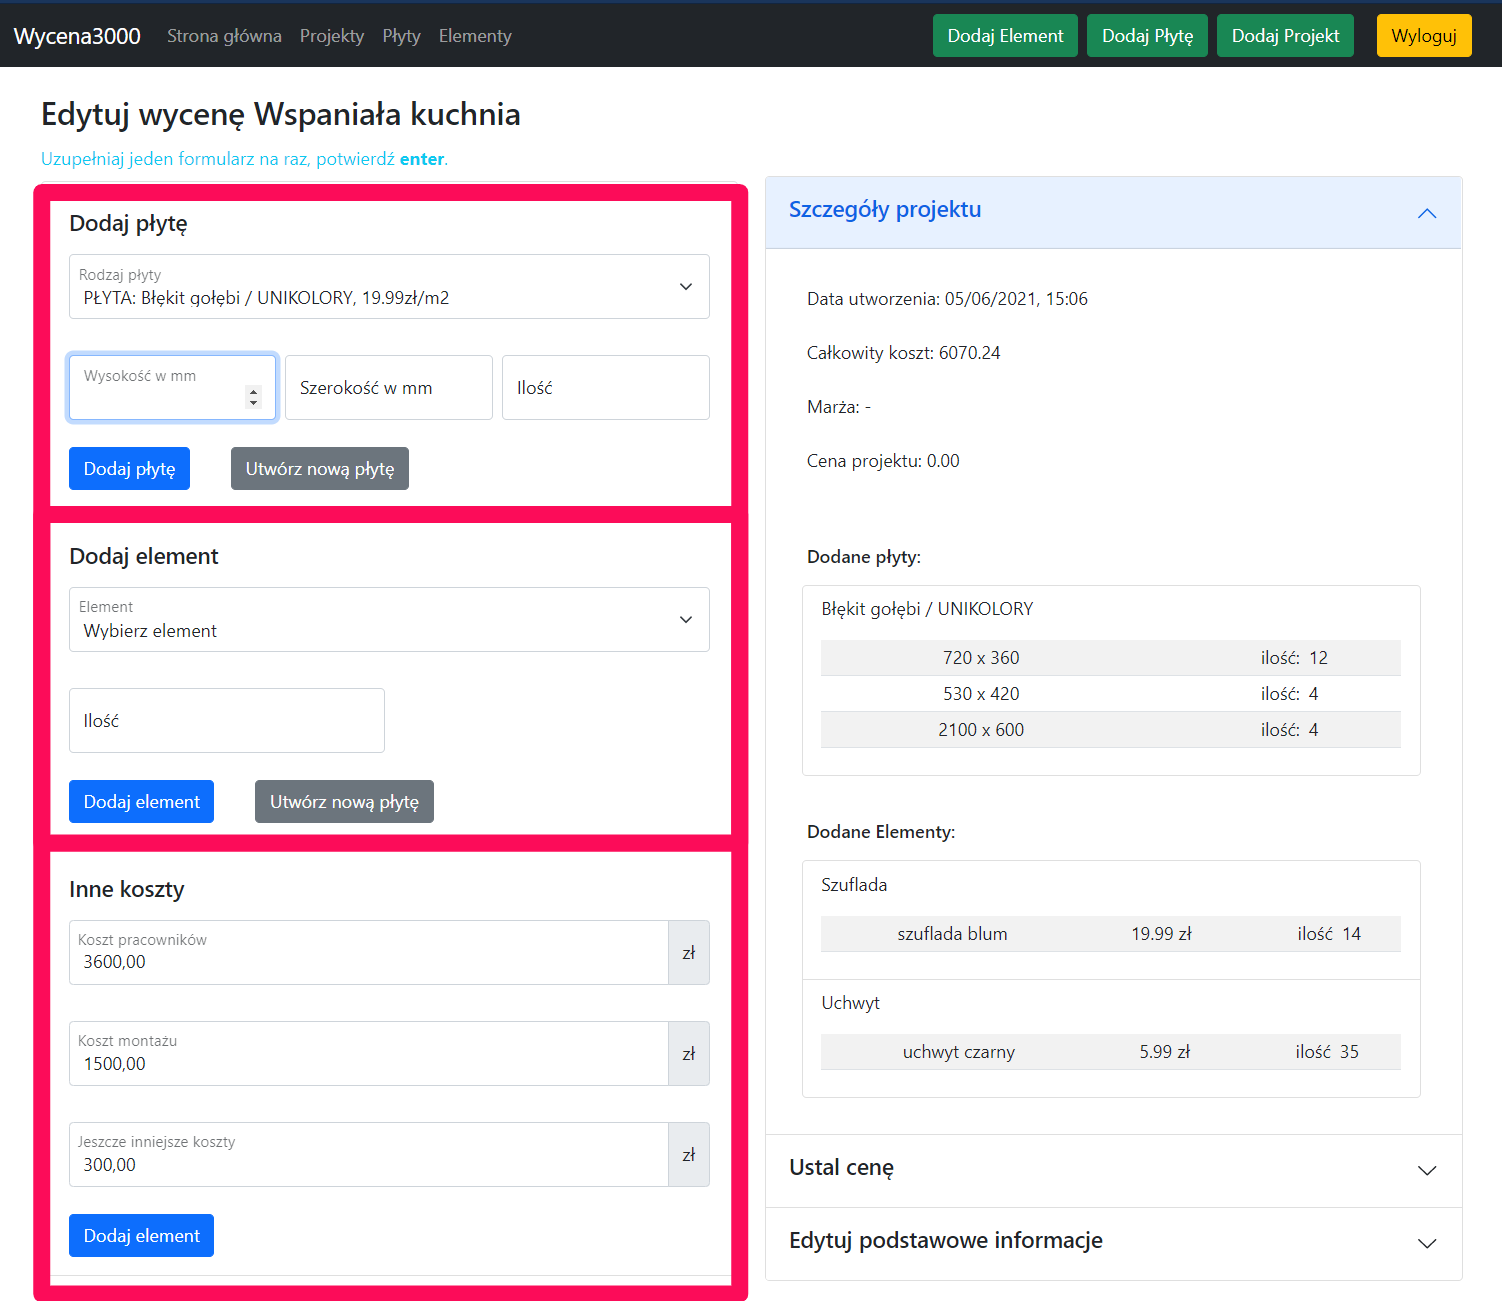 Wycena3000 Strona główna Projekty Płyty Elementy Dodaj Element Dodaj Płytę Dodaj Projekt Wyloguj
Edytuj wycenę Wspaniała kuchnia
Uzupełniaj jeden formularz na raz, potwierdź enter.
Dodaj płytę
Rodzaj płyty
PŁYTA: Błękit gołębi / UNIKOLORY, 19.99zł/m2
Wysokość w mm
Szerokość w mm
Ilość
Dodaj płytę Utwórz nową płytę
Dodaj element
Element
Wybierz element
Ilość
Dodaj element Utwórz nową płytę
Inne koszty
Koszt pracowników
3600,00 zł
Koszt montażu
1500,00 zł
Jeszcze inniejsze koszty
300,00 zł
Dodaj element
Szczegóły projektu
Data utworzenia: 05/06/2021, 15:06
Całkowity koszt: 6070.24
Marża: -
Cena projektu: 0.00
Dodane płyty:
Błękit gołębi / UNIKOLORY
720 x 360 ilość: 12
530 x 420 ilość: 4
2100 x 600 ilość: 4
Dodane Elementy:
Szuflada
szuflada blum 19.99 zł ilość 14
Uchwyt
uchwyt czarny 5.99 zł ilość 35
Ustal cenę
Edytuj podstawowe informacje